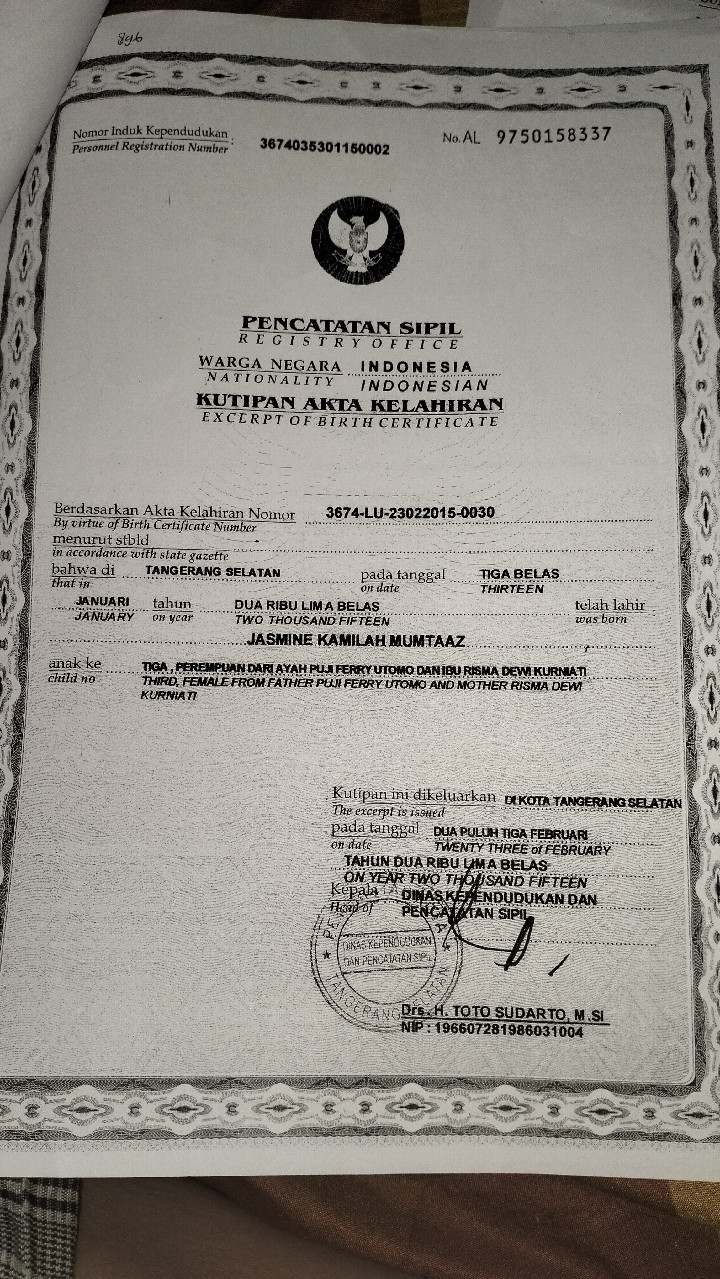 896
Nomor Induk Kependudukan : 3674035301150002 No. AL 9750158337
Personnel Registration Number
PENCATATAN SIPIL
REGISTRY OFFICE
WARGA NEGARA INDONESIA
NATIONALITY INDONESIAN
KUTIPAN AKTA KELAHIRAN
EXCERPT OF BIRTH CERTIFICATE
Berdasarkan Akta Kelahiran Nomor 3674-LU-23022015-0030
By virtue of Birth Certificate Number
menurut stbld -
in accordance with state gazette
bahwa di TANGERANG SELATAN pada tanggal TIGA BELAS
that in on date THIRTEEN
JANUARI tahun DUA RIBU LIMA BELAS telah lahir
JANUARY on year TWO THOUSAND FIFTEEN was born
JASMINE KAMILAH MUMTAAZ
anak ke TIGA, PEREMPUAN DARI AYAH PUJI FERRY UTOMO DAN IBU RISMA DEWI KURNIATI
child no THIRD, FEMALE FROM FATHER PUJI FERRY UTOMO AND MOTHER RISMA DEWI
KURNIATI
Kutipan ini dikeluarkan DI KOTA TANGERANG SELATAN
The excerpt is issued
pada tanggal DUA PULUH TIGA FEBRUARI
on date TWENTY THREE of FEBRUARY
TAHUN DUA RIBU LIMA BELAS
ON YEAR TWO THOUSAND FIFTEEN
Kepala DINAS KEPENDUDUKAN DAN
Head of PENCATATAN SIPIL
DINAS KEPENDUDUKAN
DAN PENCATATAN SIPIL
TANGERANG SELATAN
Drs. H. TOTO SUDARTO, M.SI
NIP : 196607281986031004